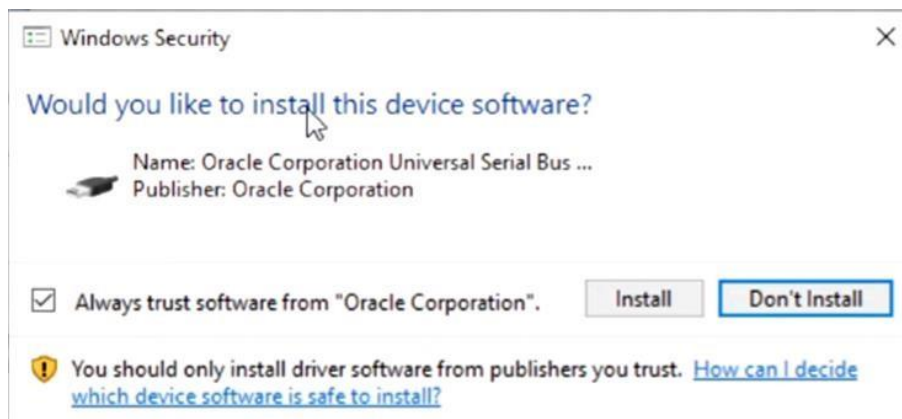 Windows Security
Would you like to install this device software?
Name: Oracle Corporation Universal Serial Bus ...
Publisher: Oracle Corporation
Always trust software from "Oracle Corporation".
Install
Don't Install
You should only install driver software from publishers you trust. How can I decide
which device software is safe to install?